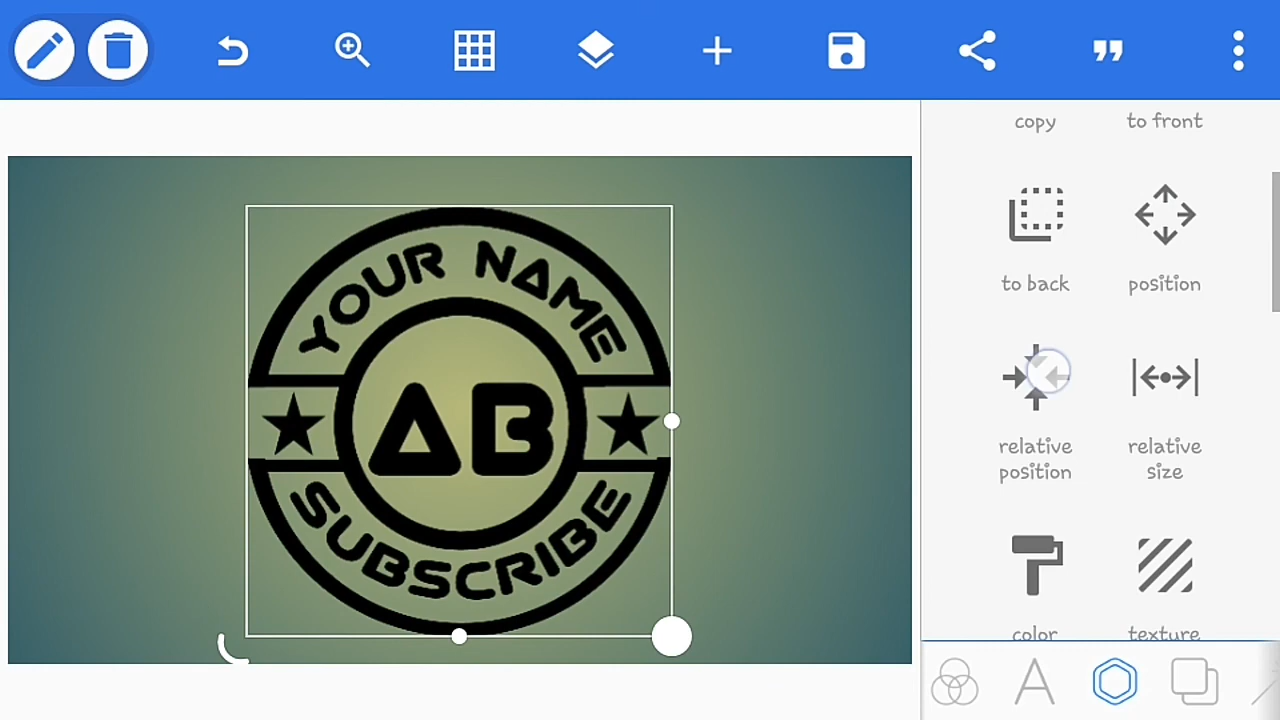 copy
to front
to back
position
relative
position
relative
size
color
texture
YOUR NAME
AB
SUBSCRIBE